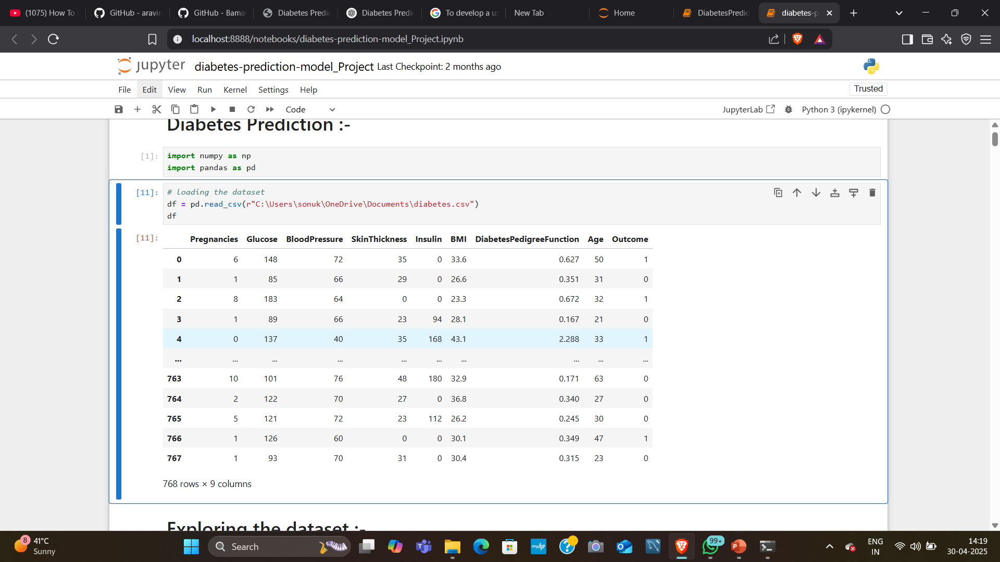 (1075) How To
GitHub - aravin
GitHub - Bama
Diabetes Predic
Diabetes Predic
To develop a us
New Tab
Home
DiabetesPredic
diabetes-p
localhost:8888/notebooks/diabetes-prediction-model_Project.ipynb
jupyter diabetes-prediction-model_Project Last Checkpoint: 2 months ago
File Edit View Run Kernel Settings Help Trusted
Code JupyterLab Python 3 (ipykernel)
Diabetes Prediction :-
[1]: import numpy as np
import pandas as pd
[11]: # loading the dataset
df = pd.read_csv(r"C:\Users\sonuk\OneDrive\Documents\diabetes.csv")
df
[11]: Pregnancies Glucose BloodPressure SkinThickness Insulin BMI DiabetesPedigreeFunction Age Outcome
0 6 148 72 35 0 33.6 0.627 50 1
1 1 85 66 29 0 26.6 0.351 31 0
2 8 183 64 0 0 23.3 0.672 32 1
3 1 89 66 23 94 28.1 0.167 21 0
4 0 137 40 35 168 43.1 2.288 33 1
... ... ... ... ... ... ... ... ... ...
763 10 101 76 48 180 32.9 0.171 63 0
764 2 122 70 27 0 36.8 0.340 27 0
765 5 121 72 23 112 26.2 0.245 30 0
766 1 126 60 0 0 30.1 0.349 47 1
767 1 93 70 31 0 30.4 0.315 23 0
768 rows × 9 columns
Exploring the dataset :-
8
41°C
Sunny
Search
myhp
99+
ENG
IN
14:19
30-04-2025